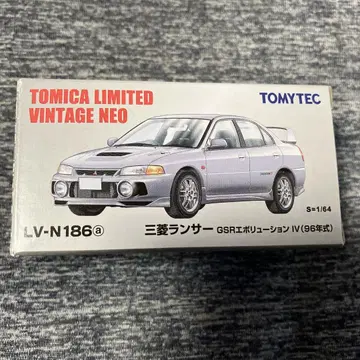 TOMICA LIMITED
VINTAGE NEO
TOMYTEC
S=1/64
LV-N186ⓐ
三菱ランサー GSRエボリューション IV(96年式)